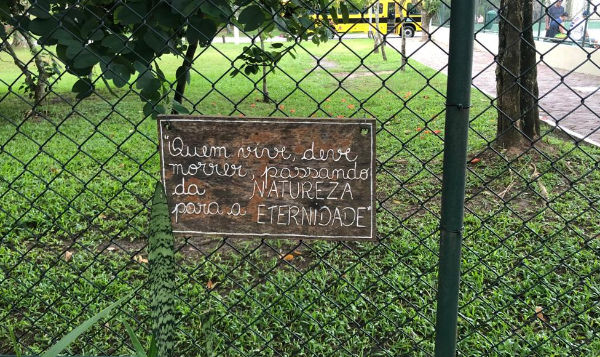 "Quem vive, deve
morrer, passando
da NATUREZA
para a ETERNIDADE"